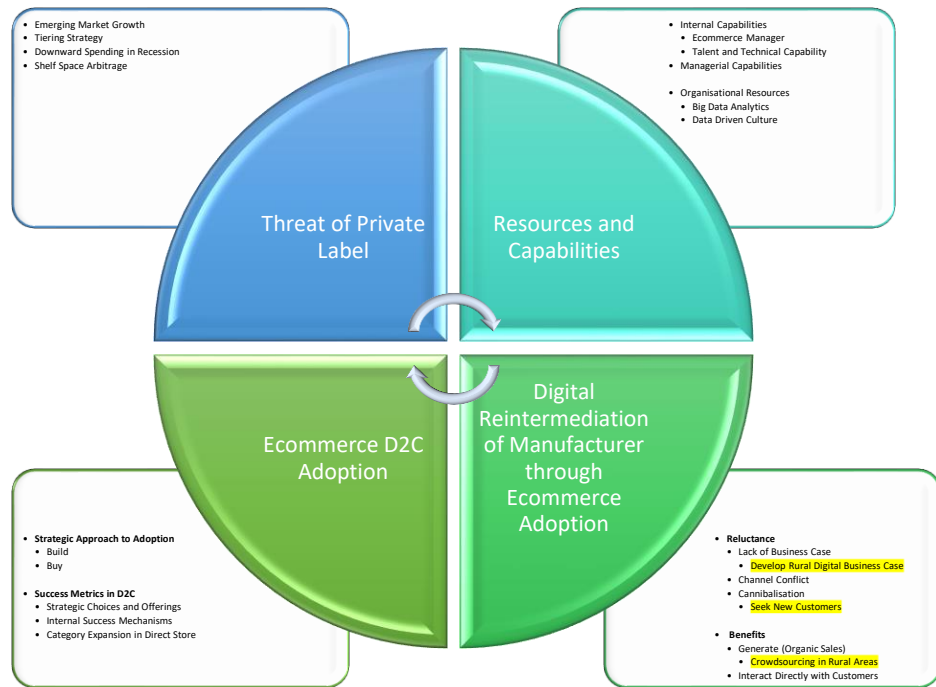 Emerging Market Growth
Tiering Strategy
Downward Spending in Recession
Shelf Space Arbitrage
Internal Capabilities
Ecommerce Manager
Talent and Technical Capability
Managerial Capabilities
Organisational Resources
Big Data Analytics
Data Driven Culture
Threat of Private
Label
Resources and
Capabilities
Ecommerce D2C
Adoption
Digital
Reintermediation
of Manufacturer
through
Ecommerce
Adoption
Strategic Approach to Adoption
Build
Buy
Success Metrics in D2C
Strategic Choices and Offerings
Internal Success Mechanisms
Category Expansion in Direct Store
Reluctance
Lack of Business Case
Develop Rural Digital Business Case
Channel Conflict
Cannibalisation
Seek New Customers
Benefits
Generate (Organic Sales)
Crowdsourcing in Rural Areas
Interact Directly with Customers